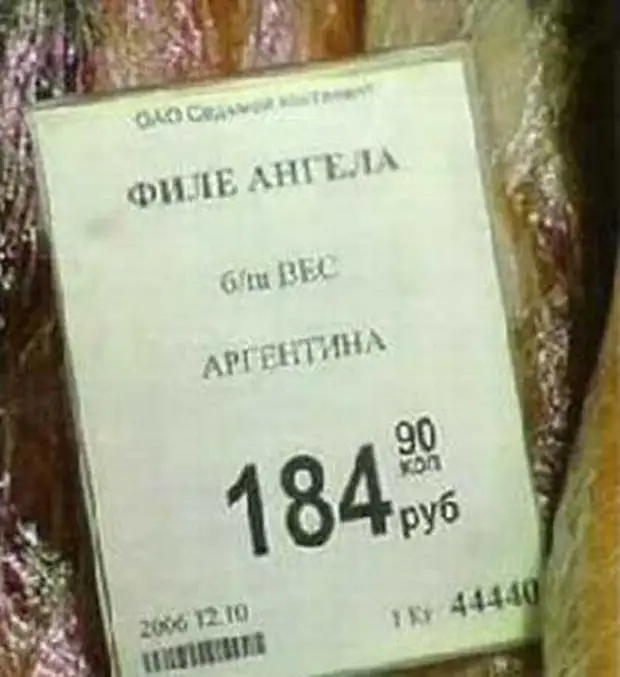 ОАО Седьмой континент
ФИЛЕ АНГЕЛА
б/ш ВЕС
АРГЕНТИНА
184 90 коп руб
2006 12.10
1 Кг 44440